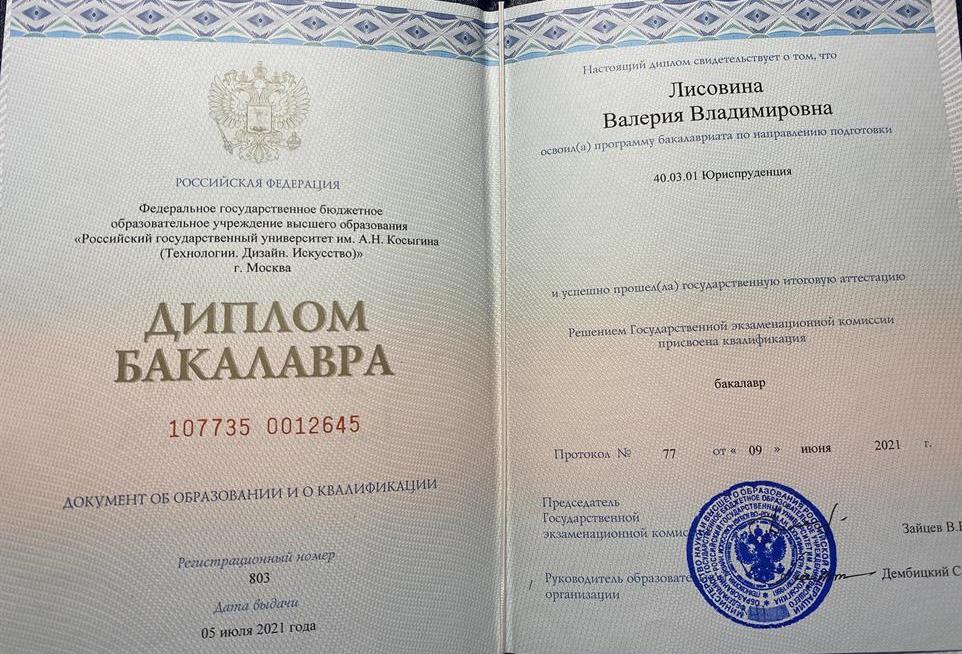 РОССИЙСКАЯ ФЕДЕРАЦИЯ
Федеральное государственное бюджетное
образовательное учреждение высшего образования
«Российский государственный университет им. А.Н. Косыгина
(Технологии. Дизайн. Искусство)»
г. Москва
ДИПЛОМ
БАКАЛАВРА
107735 0012645
ДОКУМЕНТ ОБ ОБРАЗОВАНИИ И О КВАЛИФИКАЦИИ
Регистрационный номер
803
Дата выдачи
05 июля 2021 года
Настоящий диплом свидетельствует о том, что
Лисовина
Валерия Владимировна
освоил(а) программу бакалавриата по направлению подготовки
40.03.01 Юриспруденция
и успешно прошел(ла) государственную итоговую аттестацию
Решением Государственной экзаменационной комиссии
присвоена квалификация
бакалавр
Протокол № 77 от « 09 » июня 2021 г.
Председатель
Государственной
экзаменационной комис
Зайцев В.
Руководитель образоват
организации
Дембицкий С